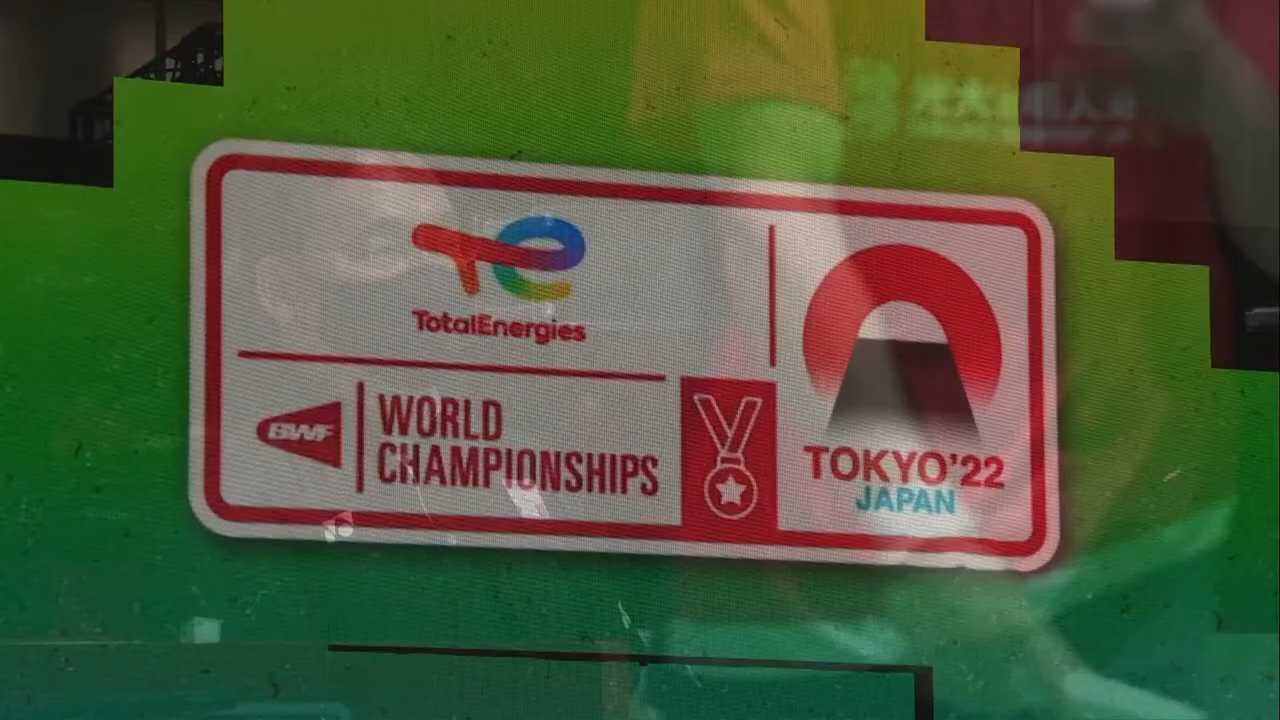 TotalEnergies
BWF
WORLD
CHAMPIONSHIPS
TOKYO'22
JAPAN